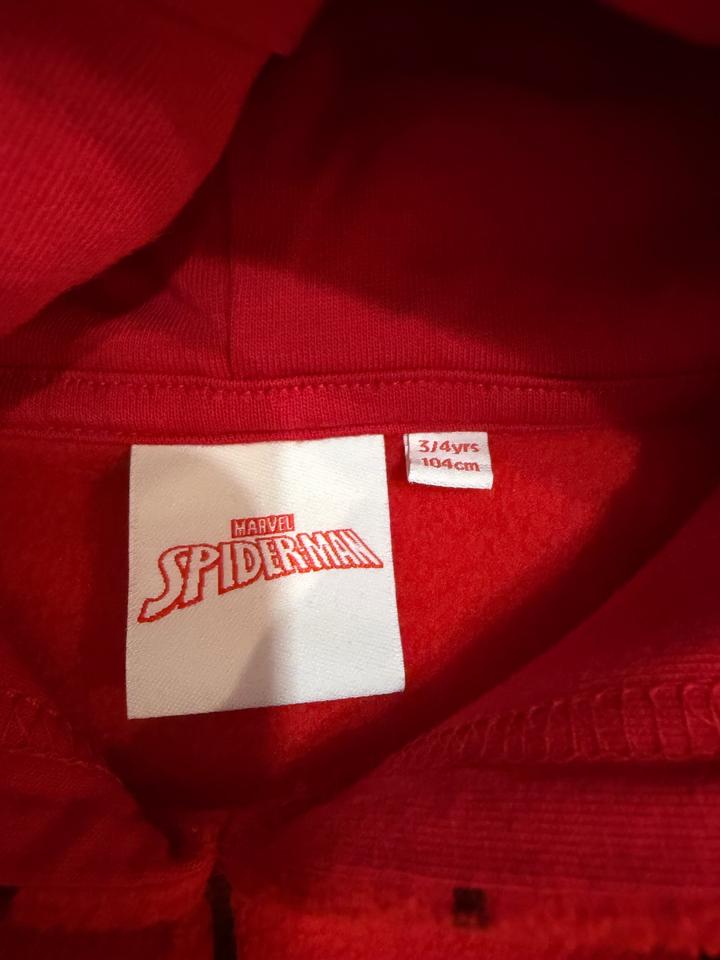 MARVEL
SPIDER-MAN
3/4yrs
104cm